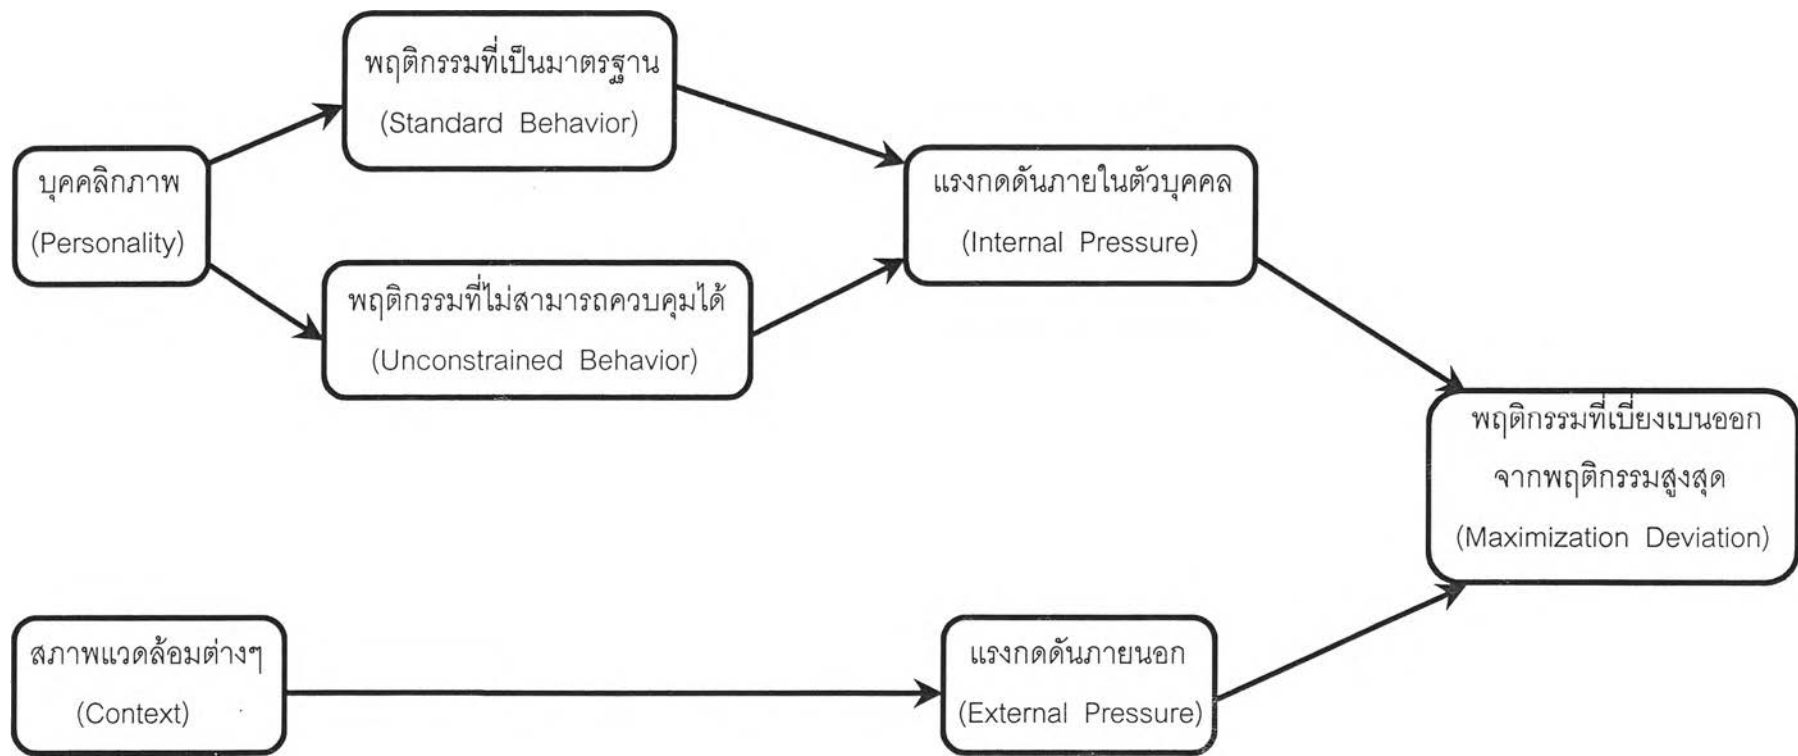 พฤติกรรมที่เป็นมาตรฐาน
(Standard Behavior)
บุคคลิกภาพ
(Personality)
แรงกดดันภายในตัวบุคคล
(Internal Pressure)
พฤติกรรมที่ไม่สามารถควบคุมได้
(Unconstrained Behavior)
พฤติกรรมที่เบี่ยงเบนออก
จากพฤติกรรมสูงสุด
(Maximization Deviation)
สภาพแวดล้อมต่างๆ
(Context)
แรงกดดันภายนอก
(External Pressure)